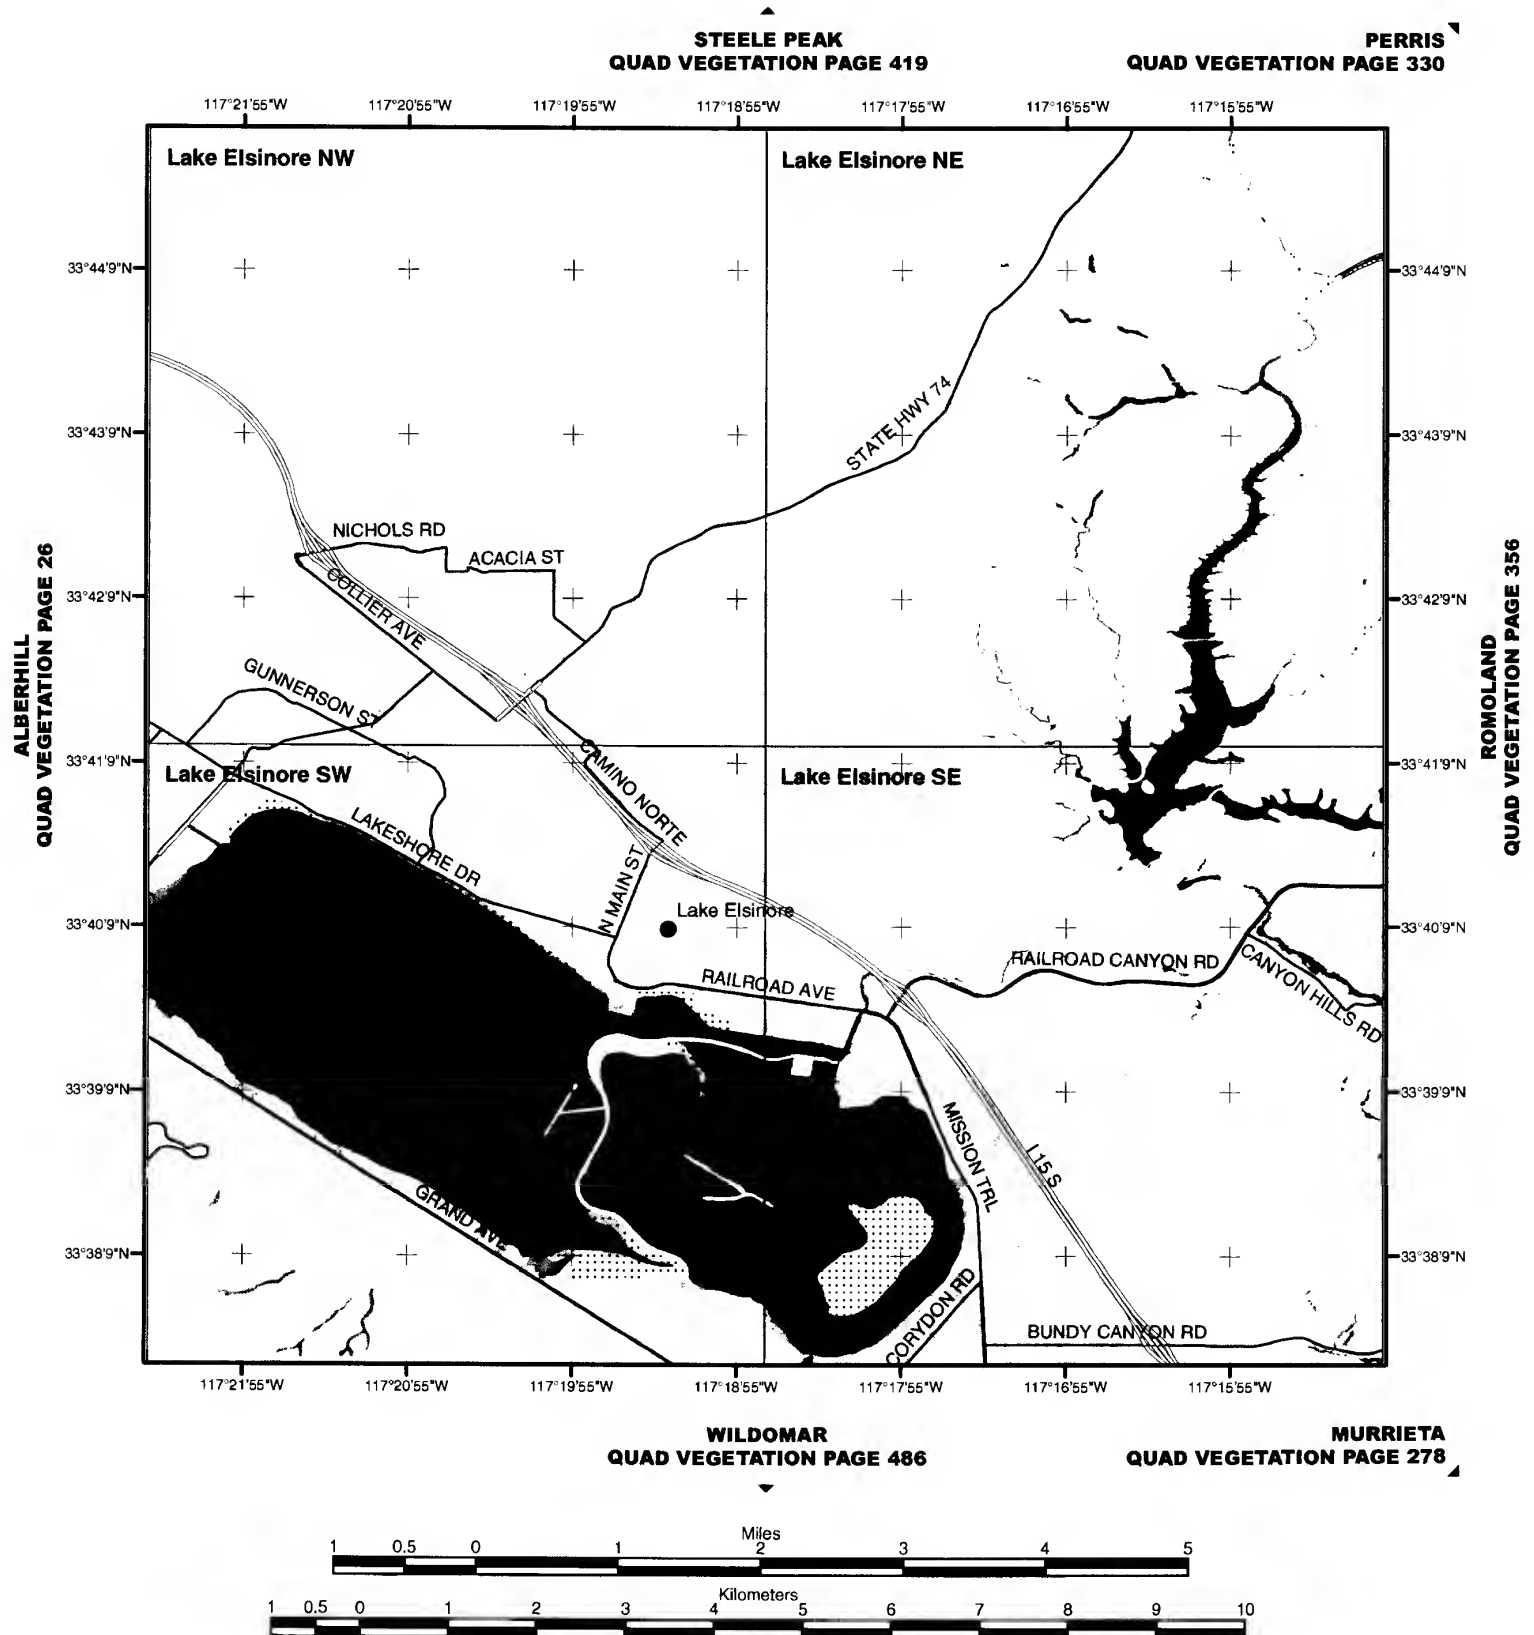 STEELE PEAK
QUAD VEGETATION PAGE 419
PERRIS
QUAD VEGETATION PAGE 330
117°21'55"W 117°20'55"W 117°19'55"W 117°18'55"W 117°17'55"W 117°16'55"W 117°15'55"W
Lake Elsinore NW
Lake Elsinore NE
33°44'9"N
33°44'9"N
STATE HWY 74
33°43'9"N
33°43'9"N
NICHOLS RD
ACACIA ST
COLLIER AVE
33°42'9"N
33°42'9"N
ALBERHILL
QUAD VEGETATION PAGE 26
ROMOLAND
QUAD VEGETATION PAGE 356
GUNNERSON ST
CAMINO NORTE
33°41'9"N
33°41'9"N
Lake Elsinore SW
Lake Elsinore SE
LAKESHORE DR
N MAIN ST
Lake Elsinore
33°40'9"N
33°40'9"N
RAILROAD CANYON RD
RAILROAD AVE
CANYON HILLS RD
33°39'9"N
33°39'9"N
MISSION TRL
I 15 S
GRAND AVE
33°38'9"N
33°38'9"N
CORYDON RD
BUNDY CANYON RD
117°21'55"W 117°20'55"W 117°19'55"W 117°18'55"W 117°17'55"W 117°16'55"W 117°15'55"W
WILDOMAR
QUAD VEGETATION PAGE 486
MURRIETA
QUAD VEGETATION PAGE 278
Miles
1 0.5 0 1 2 3 4 5
Kilometers
1 0.5 0 1 2 3 4 5 6 7 8 9 10